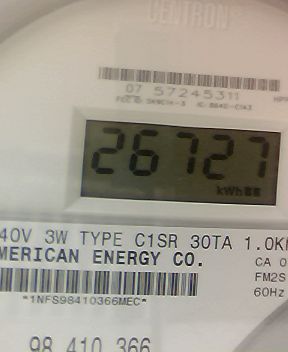 CENTRON®
07 57245311
26727
kWh
40V 3W TYPE C1SR 30TA 1.0K
MERICAN ENERGY CO.
CA 0
FM2S
*1NFS98410366MEC*
60Hz
98 410 366